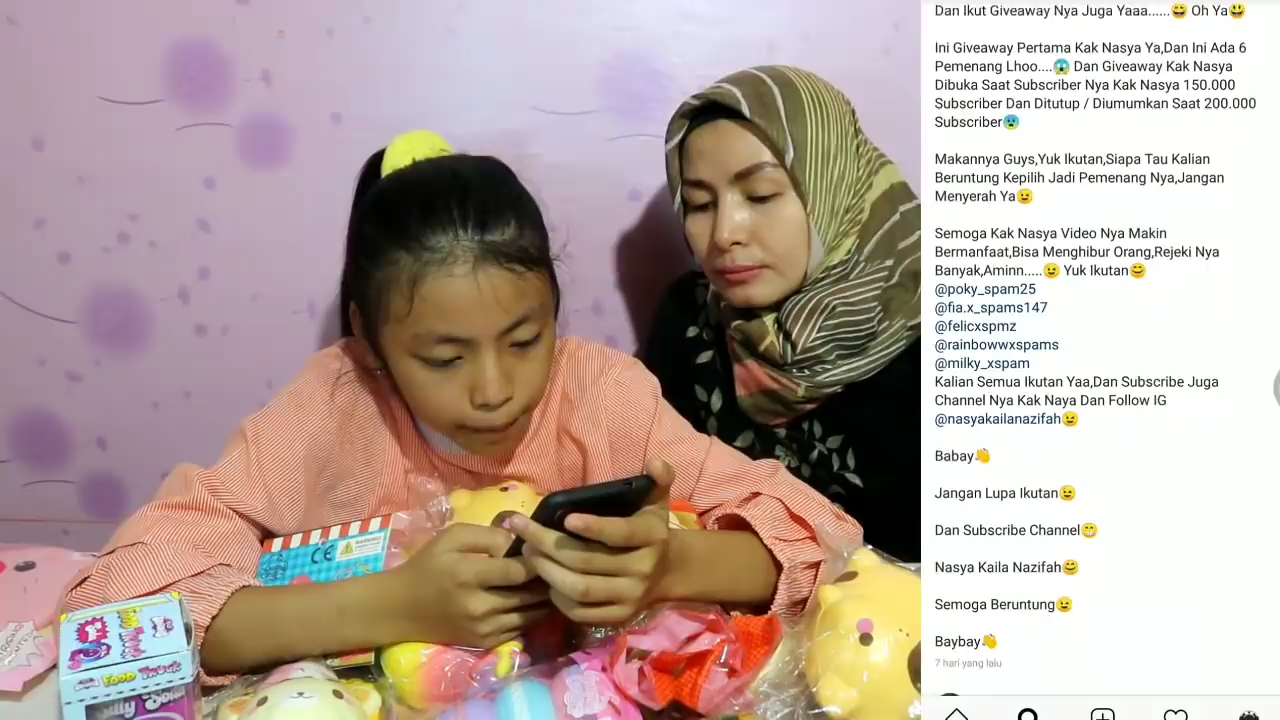 Dan Ikut Giveaway Nya Juga Yaaa......😄 Oh Ya😃
Ini Giveaway Pertama Kak Nasya Ya,Dan Ini Ada 6
Pemenang Lhoo....😱 Dan Giveaway Kak Nasya
Dibuka Saat Subscriber Nya Kak Nasya 150.000
Subscriber Dan Ditutup / Diumumkan Saat 200.000
Subscriber😰
Makannya Guys,Yuk Ikutan,Siapa Tau Kalian
Beruntung Kepilih Jadi Pemenang Nya,Jangan
Menyerah Ya😉
Semoga Kak Nasya Video Nya Makin
Bermanfaat,Bisa Menghibur Orang,Rejeki Nya
Banyak,Aminn.....😉 Yuk Ikutan😊
@poky_spam25
@fia.x_spams147
@felicxspmz
@rainbowwxspams
@milky_xspam
Kalian Semua Ikutan Yaa,Dan Subscribe Juga
Channel Nya Kak Naya Dan Follow IG
@nasyakailanazifah😉
Babay👋
Jangan Lupa Ikutan😉
Dan Subscribe Channel😁
Nasya Kaila Nazifah😊
Semoga Beruntung😉
Baybay👋
7 hari yang lalu
CE
WARNING
FOOD TRUCK